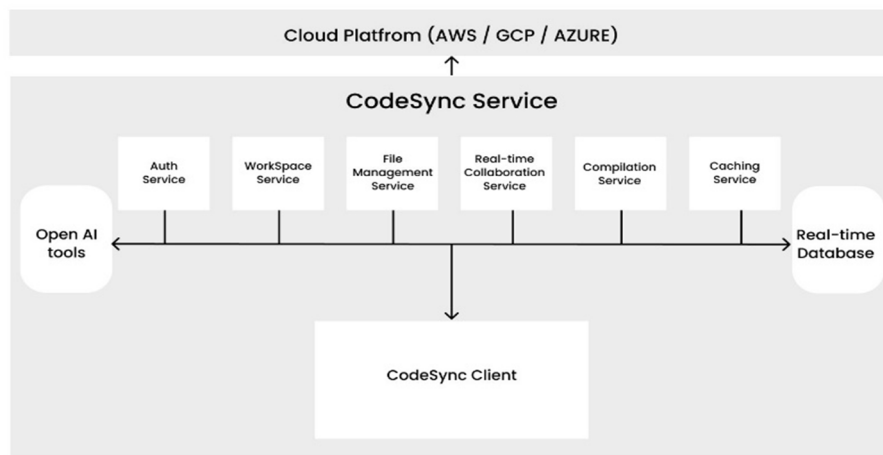 Cloud Platfrom (AWS / GCP / AZURE)
CodeSync Service
Auth
Service
WorkSpace
Service
File
Management
Service
Real-time
Collaboration
Service
Compilation
Service
Caching
Service
Open AI
tools
Real-time
Database
CodeSync Client